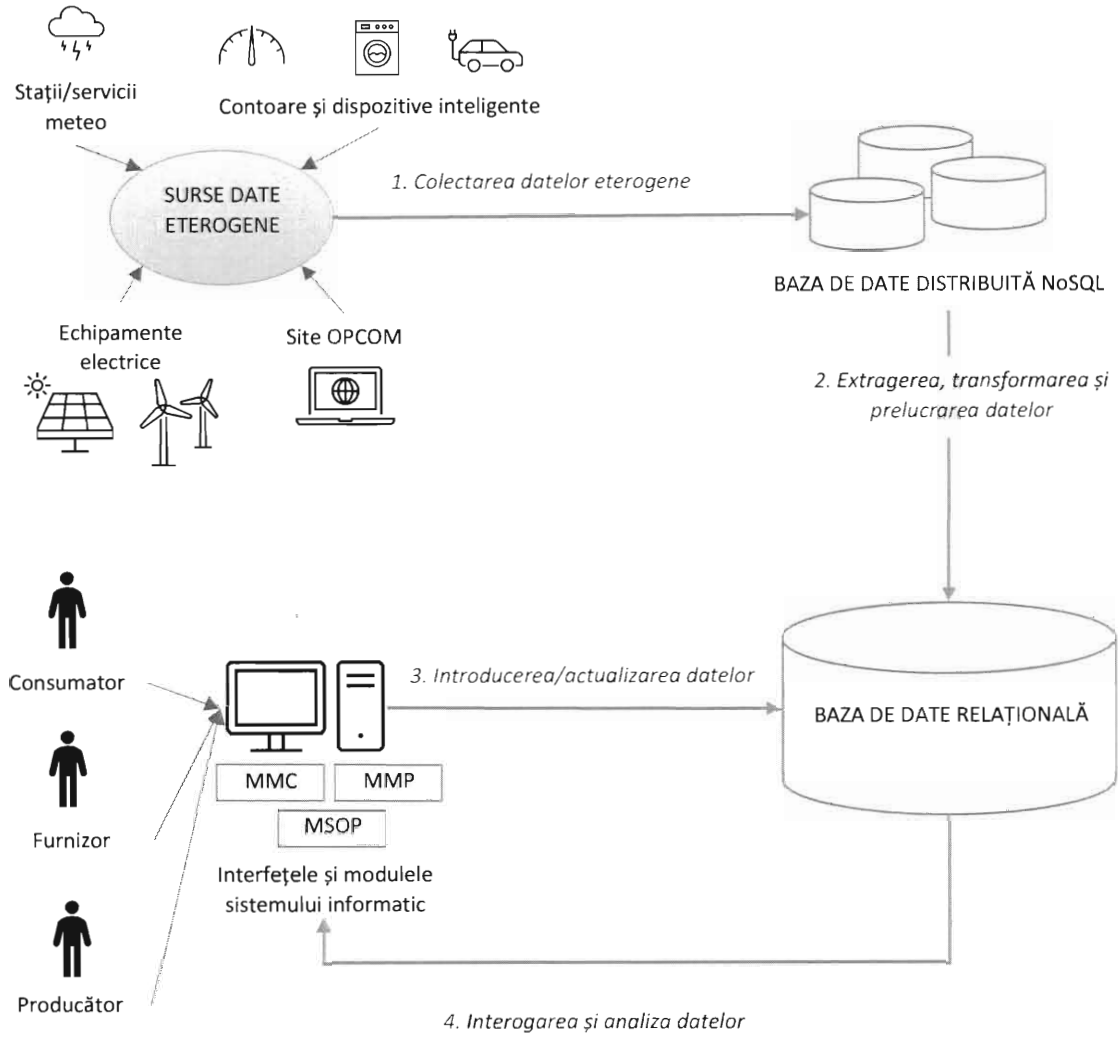 Stații/servicii
meteo
Contoare și dispozitive inteligente
SURSE DATE
ETEROGENE
1. Colectarea datelor eterogene
BAZA DE DATE DISTRIBUITĂ NoSQL
Echipamente
electrice
Site OPCOM
2. Extragerea, transformarea și
prelucrarea datelor
Consumator
3. Introducerea/actualizarea datelor
BAZA DE DATE RELAȚIONALĂ
MMC
MMP
MSOP
Furnizor
Interfețele și modulele
sistemului informatic
Producător
4. Interogarea și analiza datelor